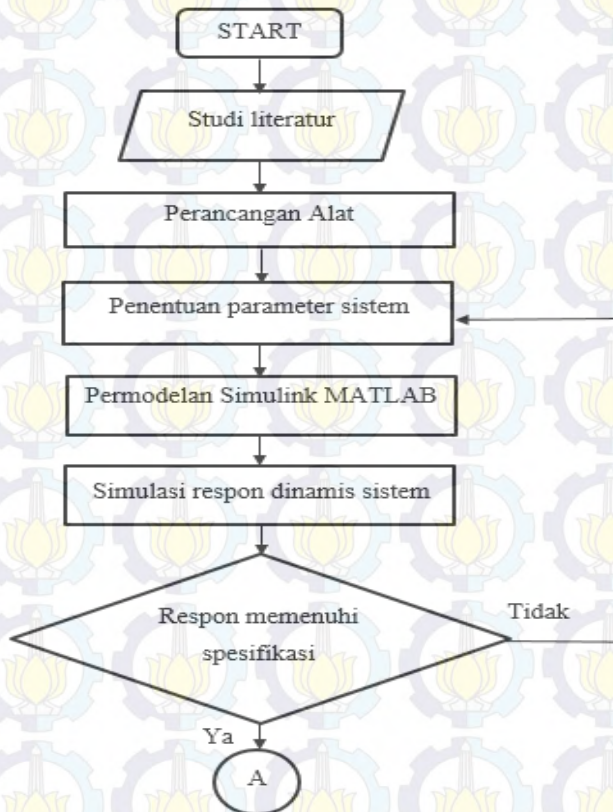 START
Studi literatur
Perancangan Alat
Penentuan parameter sistem
Permodelan Simulink MATLAB
Simulasi respon dinamis sistem
Respon memenuhi
spesifikasi
Tidak
Ya
A